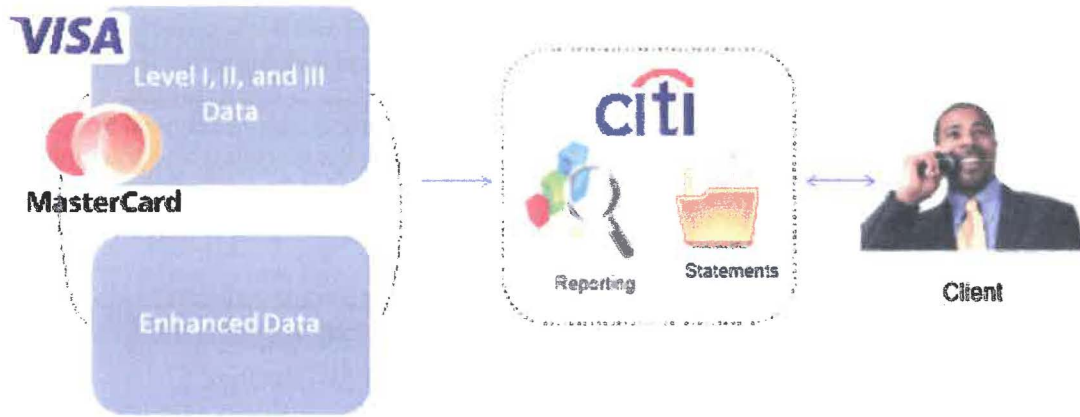 VISA
Level I, II, and III
Data
MasterCard
Enhanced Data
citi
Reporting
Statements
Client